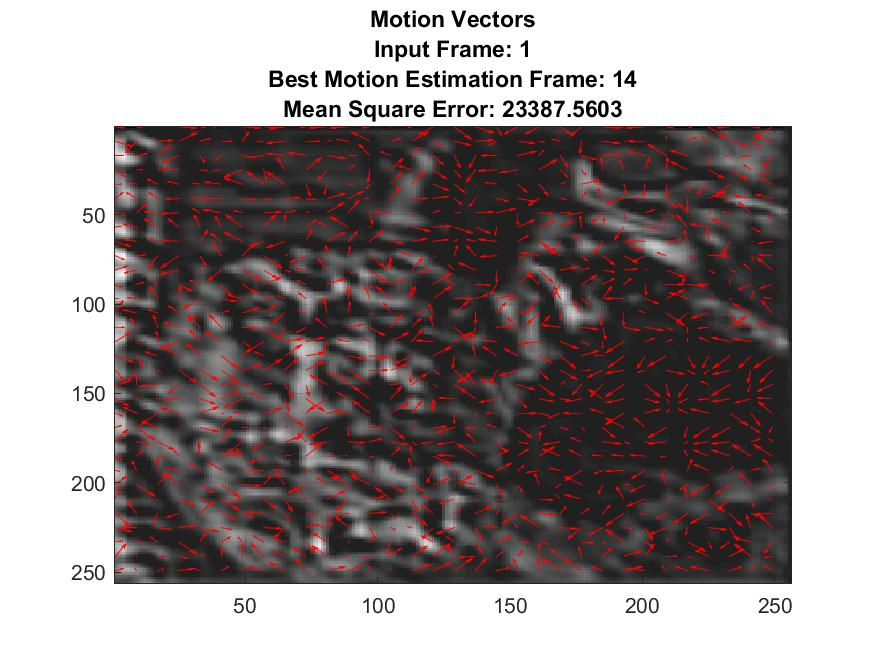 Motion Vectors
Input Frame: 1
Best Motion Estimation Frame: 14
Mean Square Error: 23387.5603
50
100
150
200
250
50 100 150 200 250